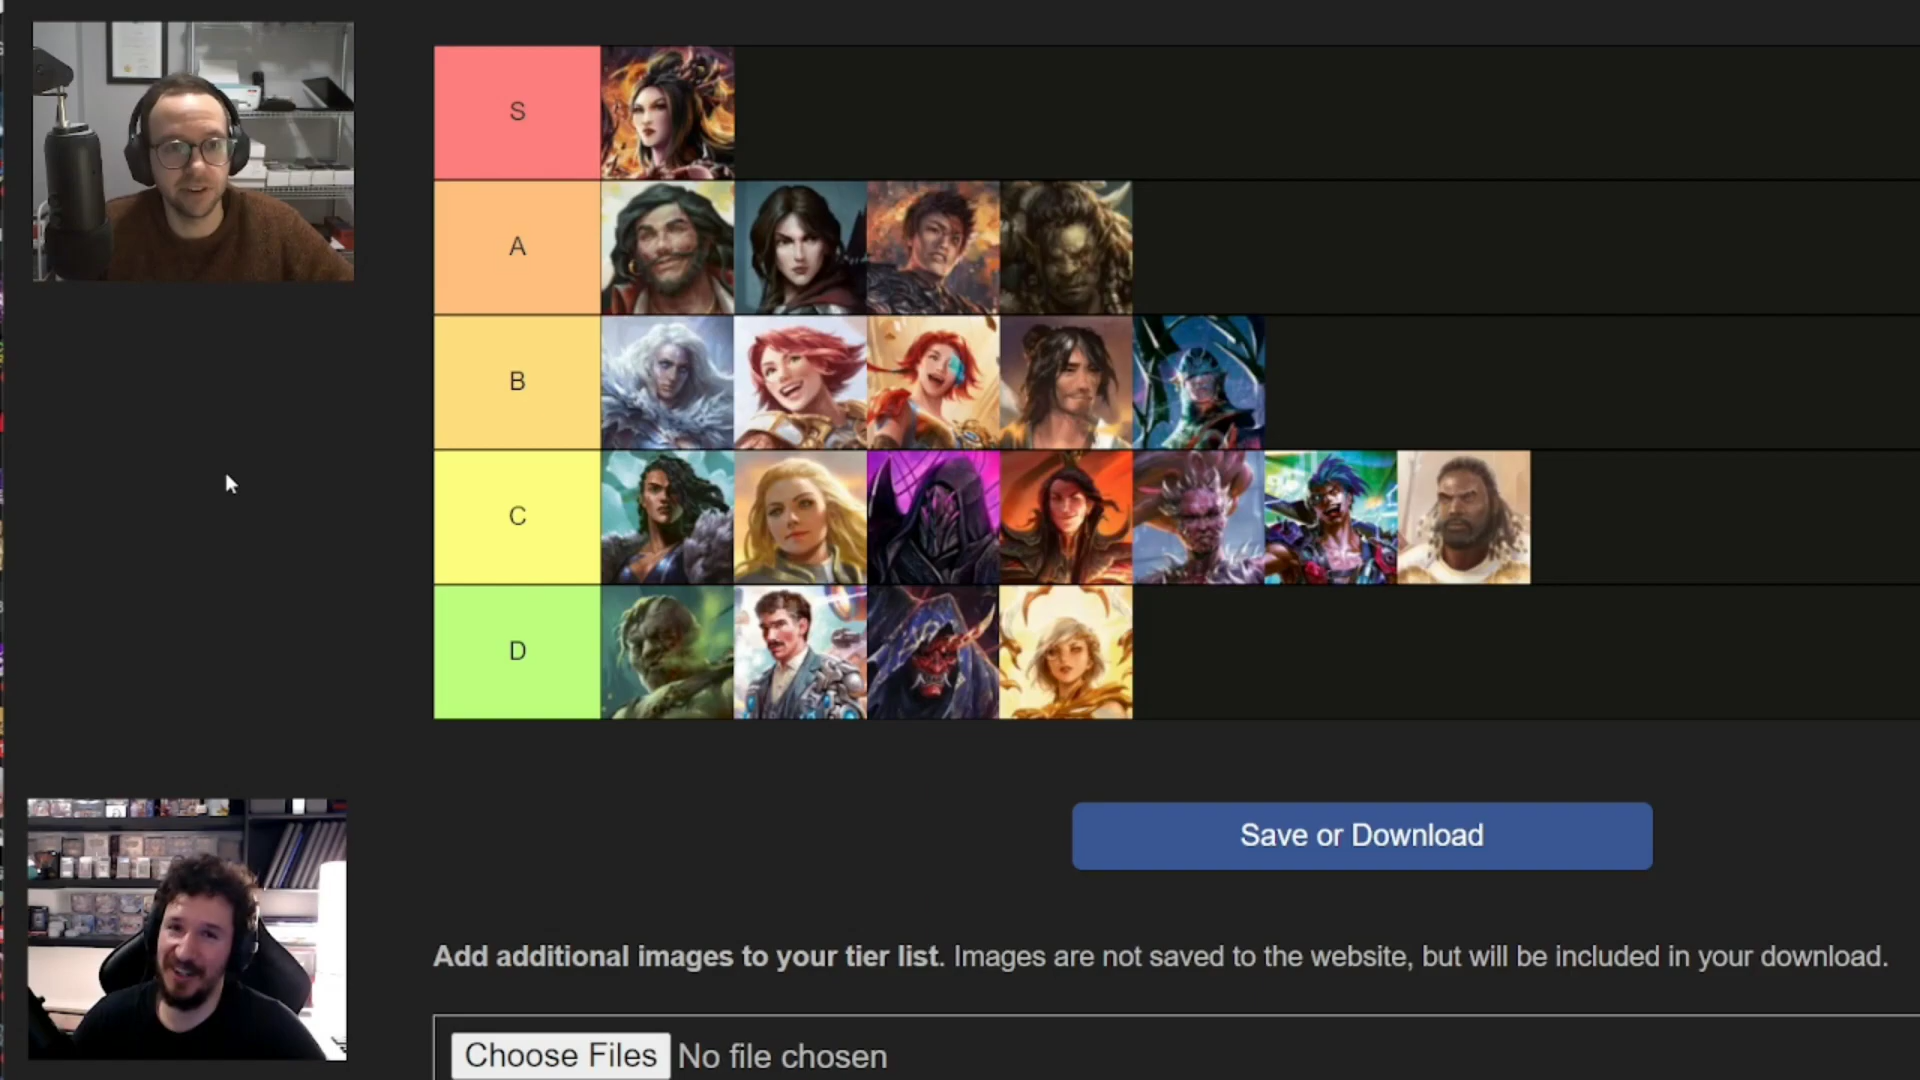 S
A
B
C
D
Save or Download
Add additional images to your tier list. Images are not saved to the website, but will be included in your download.
Choose Files No file chosen